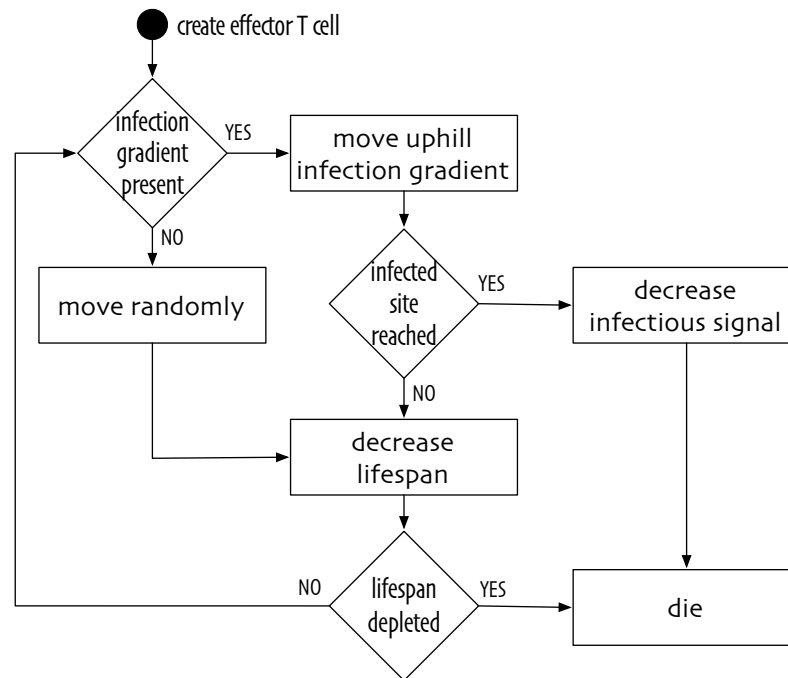 create effector T cell
infection
gradient
present
YES
move uphill
infection gradient
NO
move randomly
infected
site
reached
YES
decrease
infectious signal
NO
decrease
lifespan
NO
lifespan
depleted
YES
die